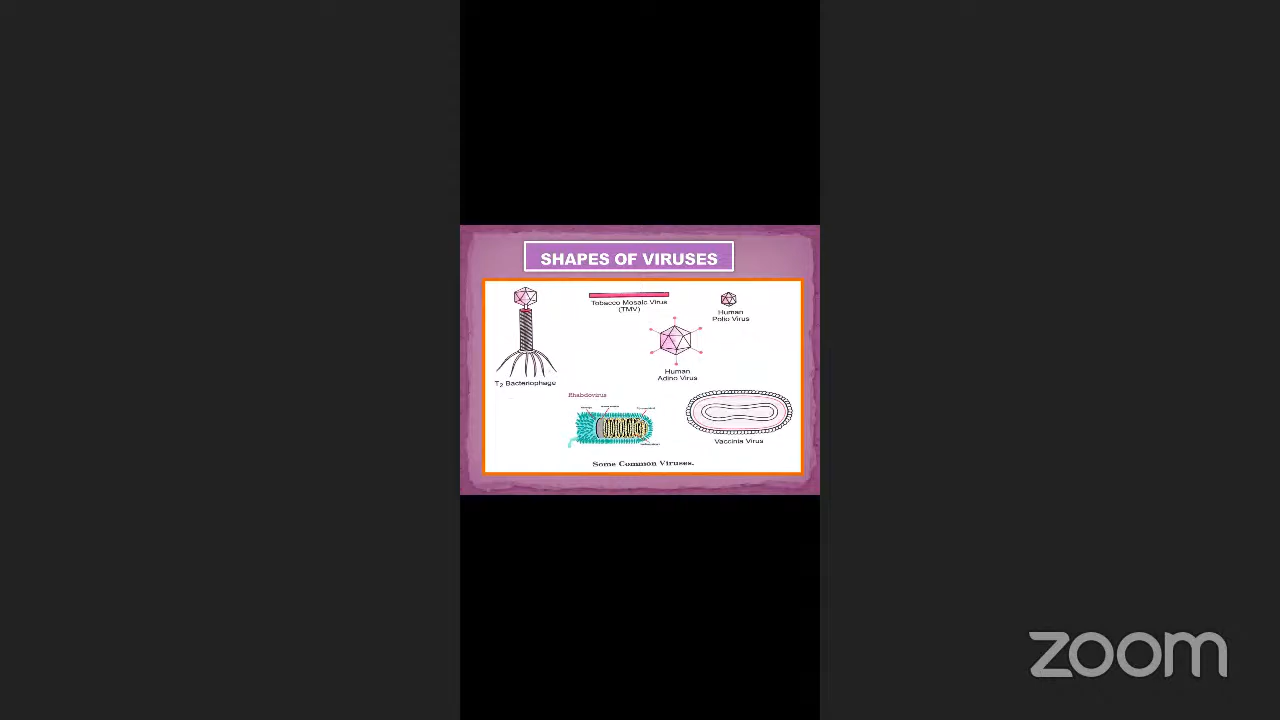 SHAPES OF VIRUSES
Tobacco Mosaic Virus
(TMV)
Human
Polio Virus
Human
Adino Virus
T2 Bacteriophage
Rhabdovirus
Vaccinia Virus
Some Common Viruses.
zoom